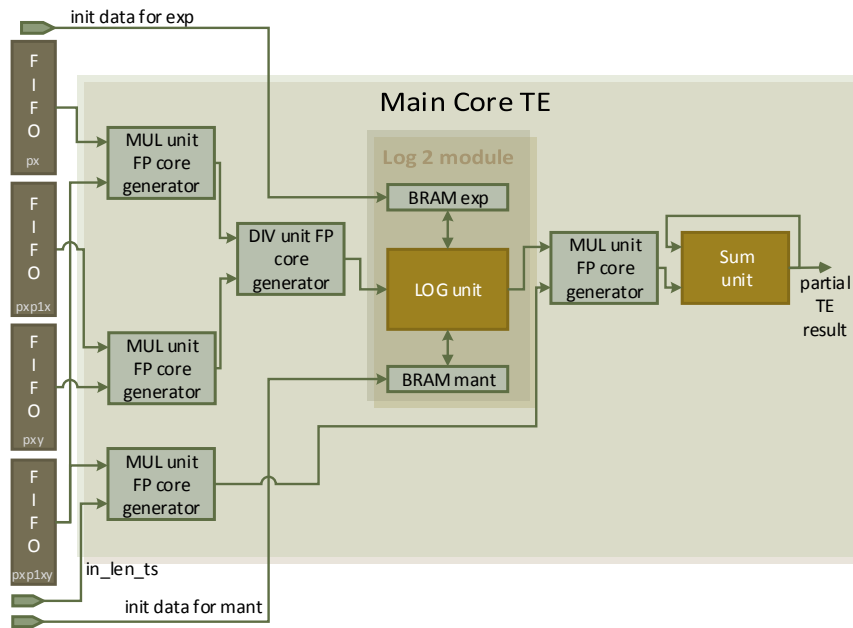 init data for exp
F
I
F
O
px
F
I
F
O
pxp1x
F
I
F
O
pxy
F
I
F
O
pxp1xy
Main Core TE
MUL unit
FP core
generator
MUL unit
FP core
generator
MUL unit
FP core
generator
DIV unit FP
core
generator
Log 2 module
BRAM exp
LOG unit
BRAM mant
MUL unit
FP core
generator
Sum
unit
partial
TE
result
in_len_ts
init data for mant